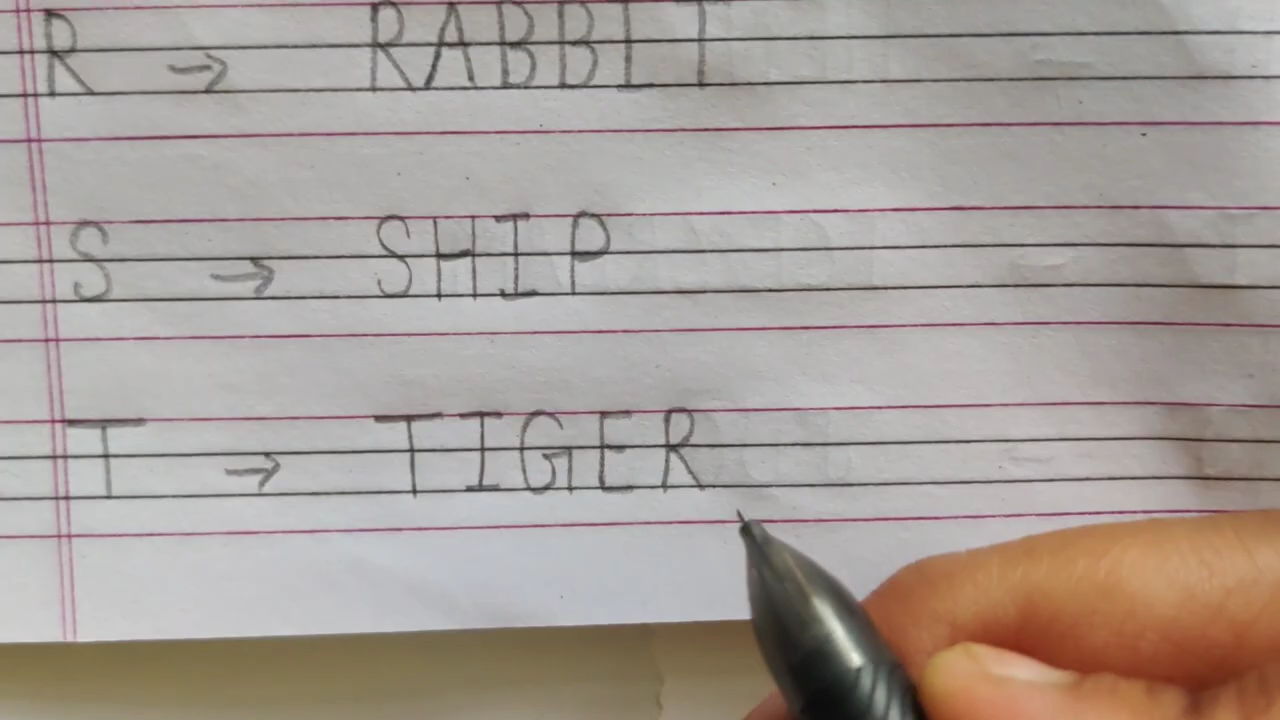 R → RABBIT
S → SHIP
T → TIGER